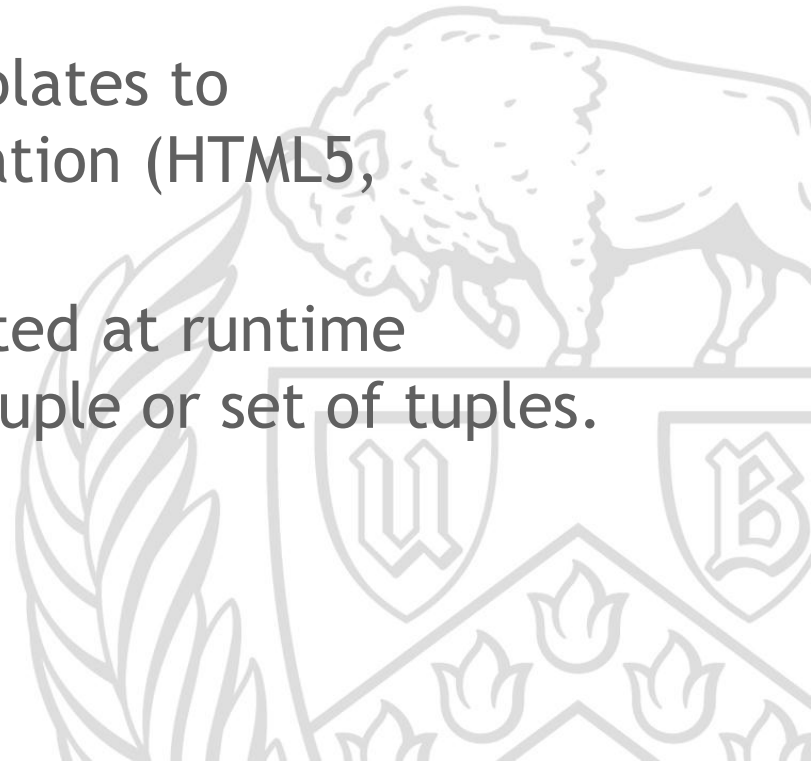 plates to
ation (HTML5,
ted at runtime
uple or set of tuples.
U B